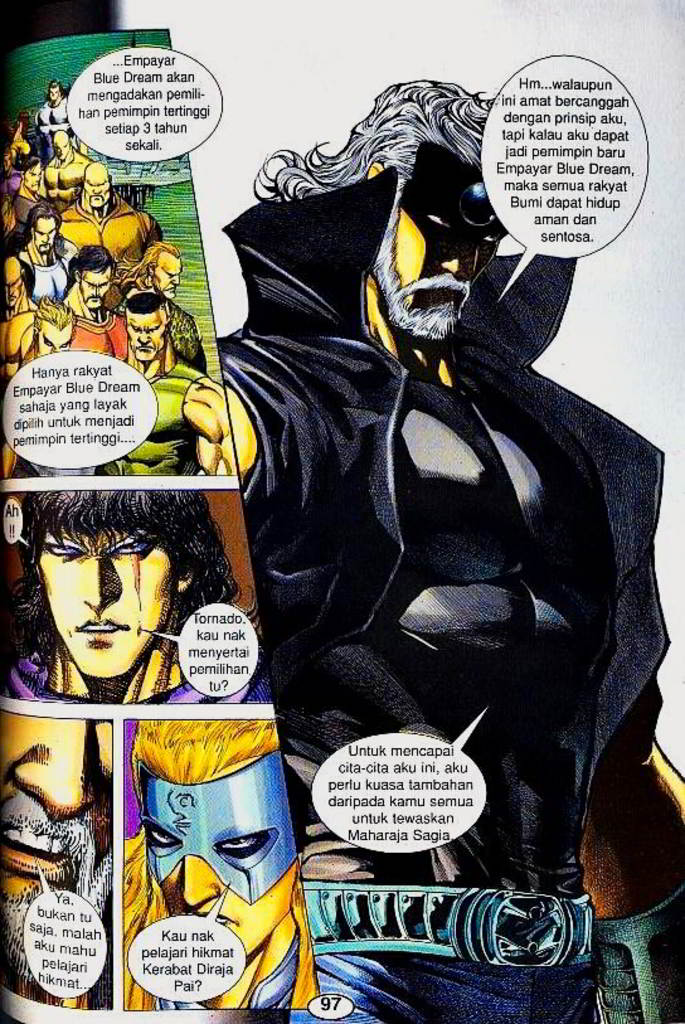 ...Empayar
Blue Dream akan
mengadakan pemili-
han pemimpin tertinggi
setiap 3 tahun
sekali.
Hanya rakyat
Empayar Blue Dream
sahaja yang layak
dipilih untuk menjadi
pemimpin tertinggi....
Ah
!!
Tornado,
kau nak
menyertai
pemilihan
tu?
Ya,
bukan tu
saja, malah
aku mahu
pelajari
hikmat...
Kau nak
pelajari hikmat
Kerabat Diraja
Pai?
Hm...walaupun
ini amat bercanggah
dengan prinsip aku,
tapi kalau aku dapat
jadi pemimpin baru
Empayar Blue Dream,
maka semua rakyat
Bumi dapat hidup
aman dan
sentosa.
Untuk mencapai
cita-cita aku ini, aku
perlu kuasa tambahan
daripada kamu semua
untuk tewaskan
Maharaja Sagia.
97